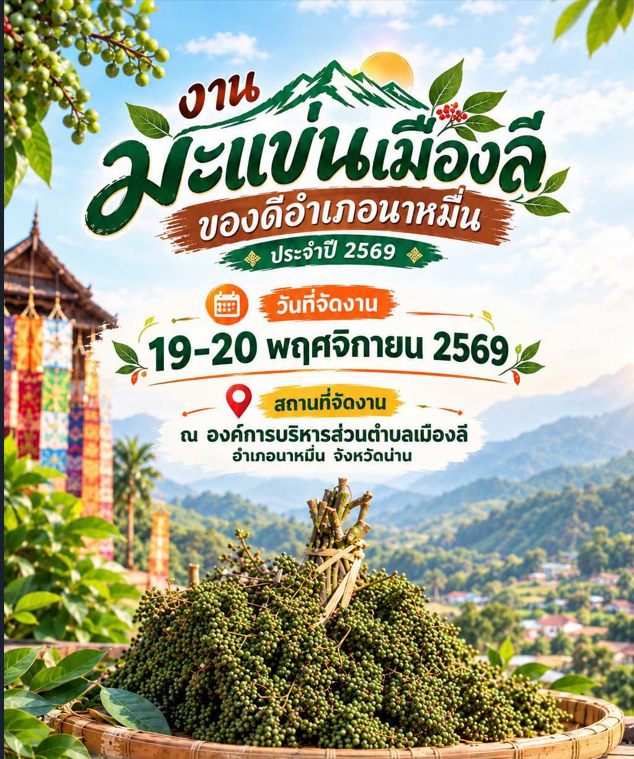 งาน
มะแข่นเมืองลี
ของดีอำเภอนาหมื่น
ประจำปี 2569
วันที่จัดงาน
19-20 พฤศจิกายน 2569
สถานที่จัดงาน
ณ องค์การบริหารส่วนตำบลเมืองลี
อำเภอนาหมื่น จังหวัดน่าน